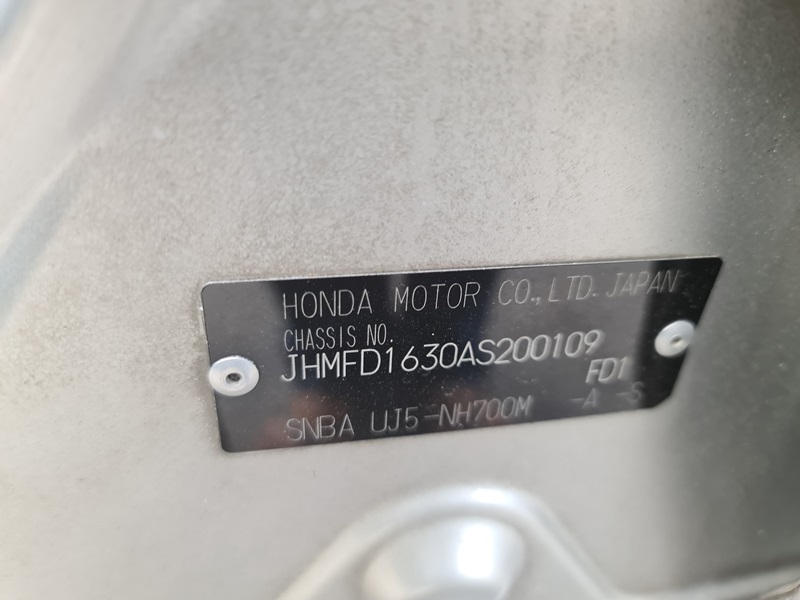 HONDA MOTOR CO., LTD. JAPAN
CHASSIS NO.
JHMFD1630AS200109
FD1
SNBA UJ5-NH700M -A -S